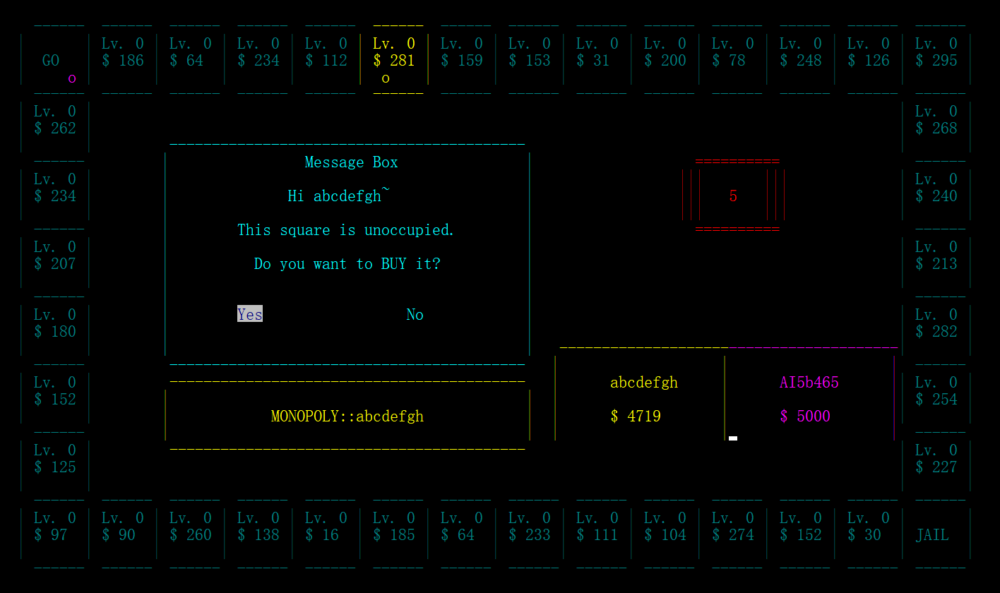 Lv. 0 Lv. 0 Lv. 0 Lv. 0 Lv. 0 Lv. 0 Lv. 0 Lv. 0 Lv. 0 Lv. 0 Lv. 0 Lv. 0 Lv. 0
GO $ 186 $ 64 $ 234 $ 112 $ 281 $ 159 $ 153 $ 31 $ 200 $ 78 $ 248 $ 126 $ 295
o o
Lv. 0 Lv. 0
$ 262 $ 268
Message Box
==========
Lv. 0 Lv. 0
$ 234 Hi abcdefgh~ 5 $ 240
This square is unoccupied.
==========
Lv. 0 Lv. 0
$ 207 Do you want to BUY it? $ 213
Lv. 0 Yes No Lv. 0
$ 180 $ 282
Lv. 0 abcdefgh AI5b465 Lv. 0
$ 152 $ 254
MONOPOLY::abcdefgh $ 4719 $ 5000
Lv. 0 Lv. 0
$ 125 $ 227
Lv. 0 Lv. 0 Lv. 0 Lv. 0 Lv. 0 Lv. 0 Lv. 0 Lv. 0 Lv. 0 Lv. 0 Lv. 0 Lv. 0 Lv. 0
$ 97 $ 90 $ 260 $ 138 $ 16 $ 185 $ 64 $ 233 $ 111 $ 104 $ 274 $ 152 $ 30 JAIL